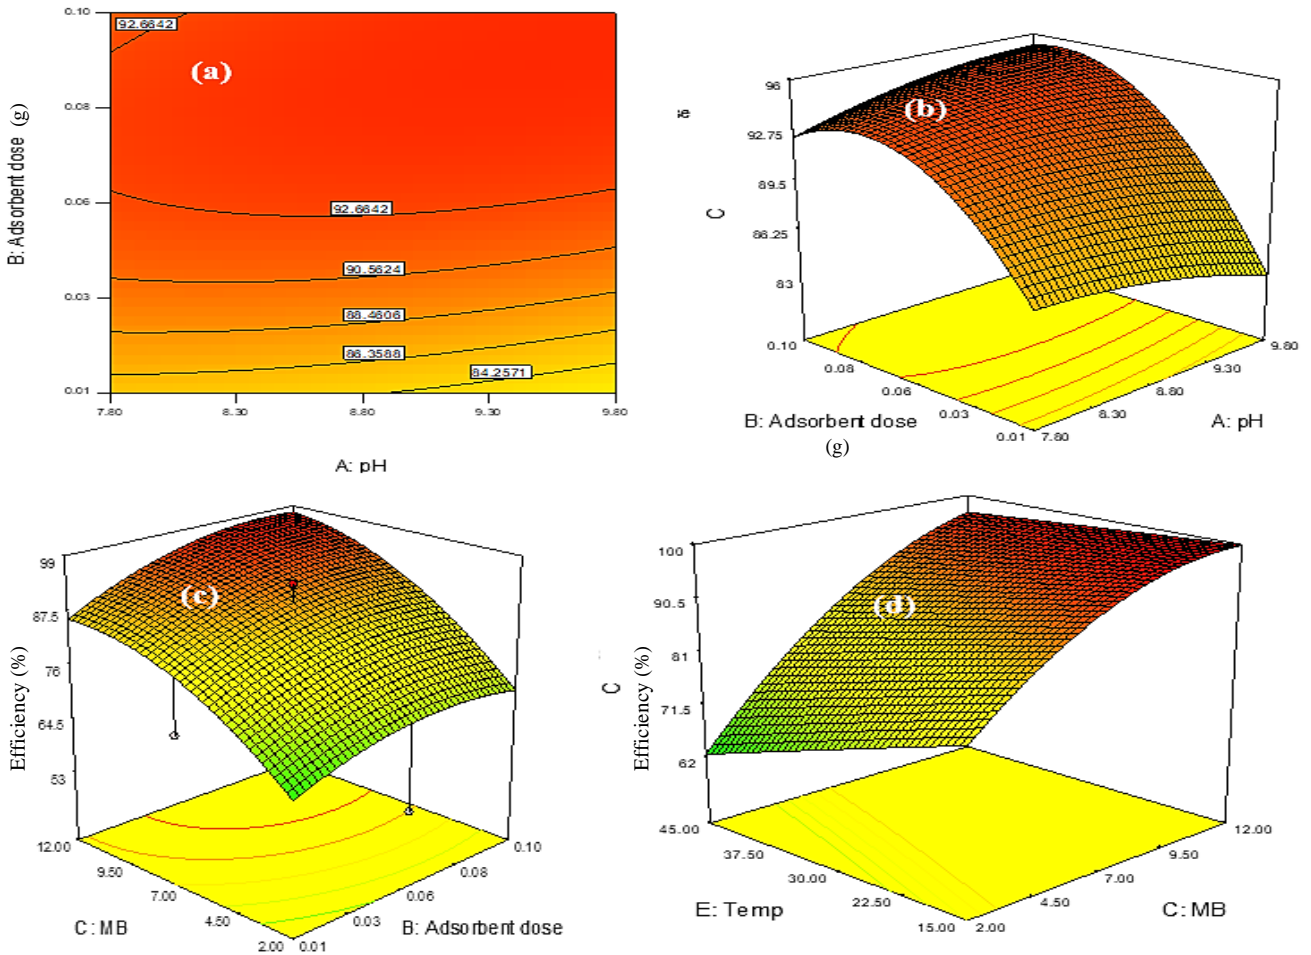 0.10
92.6642
(a)
0.08
B: Adsorbent dose (g)
0.06
92.6642
90.5624
0.03
88.4606
86.3588
84.2571
0.01
7.80 8.30 8.80 9.30 9.80
A: pH
96
(b)
92.75
89.5
C
86.25
83
0.10 9.80
0.08 9.30
0.06 8.80
0.03 8.30
0.01 7.80
B: Adsorbent dose A: pH
(g)
99
(c)
87.5
76
Efficiency (%)
64.5
53
12.00 0.10
9.50 0.08
7.00 0.06
4.50 0.03
2.00 0.01
C: MB B: Adsorbent dose
100
(d)
90.5
81
C
Efficiency (%)
71.5
62
45.00 12.00
37.50 9.50
30.00 7.00
22.50 4.50
15.00 2.00
E: Temp C: MB